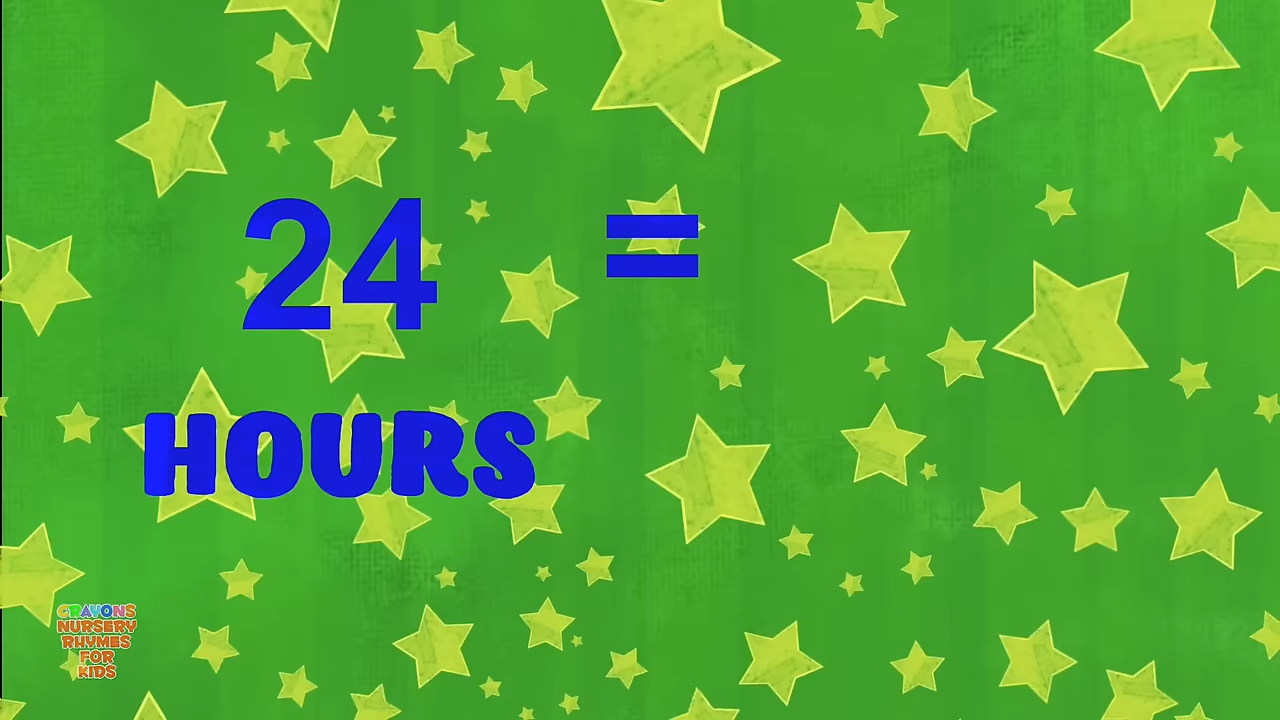 24 =
HOURS
CRAYONS
NURSERY
RHYMES
FOR
KIDS